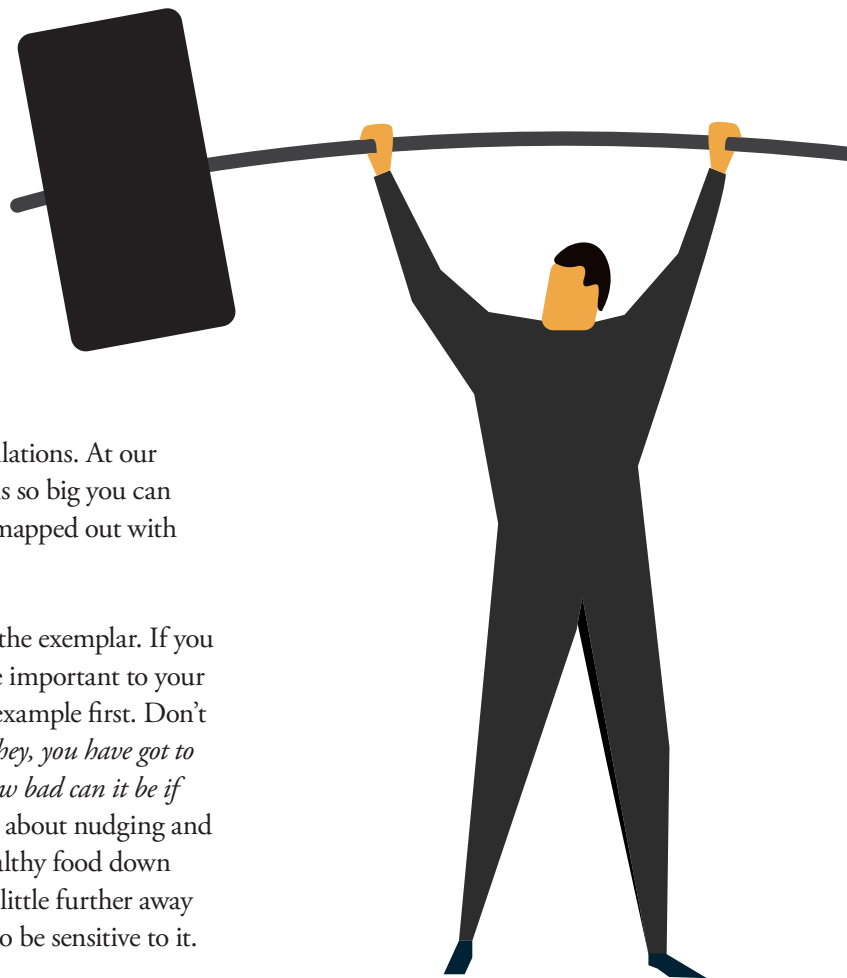 lations. At our
s so big you can
mapped out with
the exemplar. If you
e important to your
example first. Don’t
hey, you have got to
w bad can it be if
about nudging and
althy food down
little further away
o be sensitive to it.